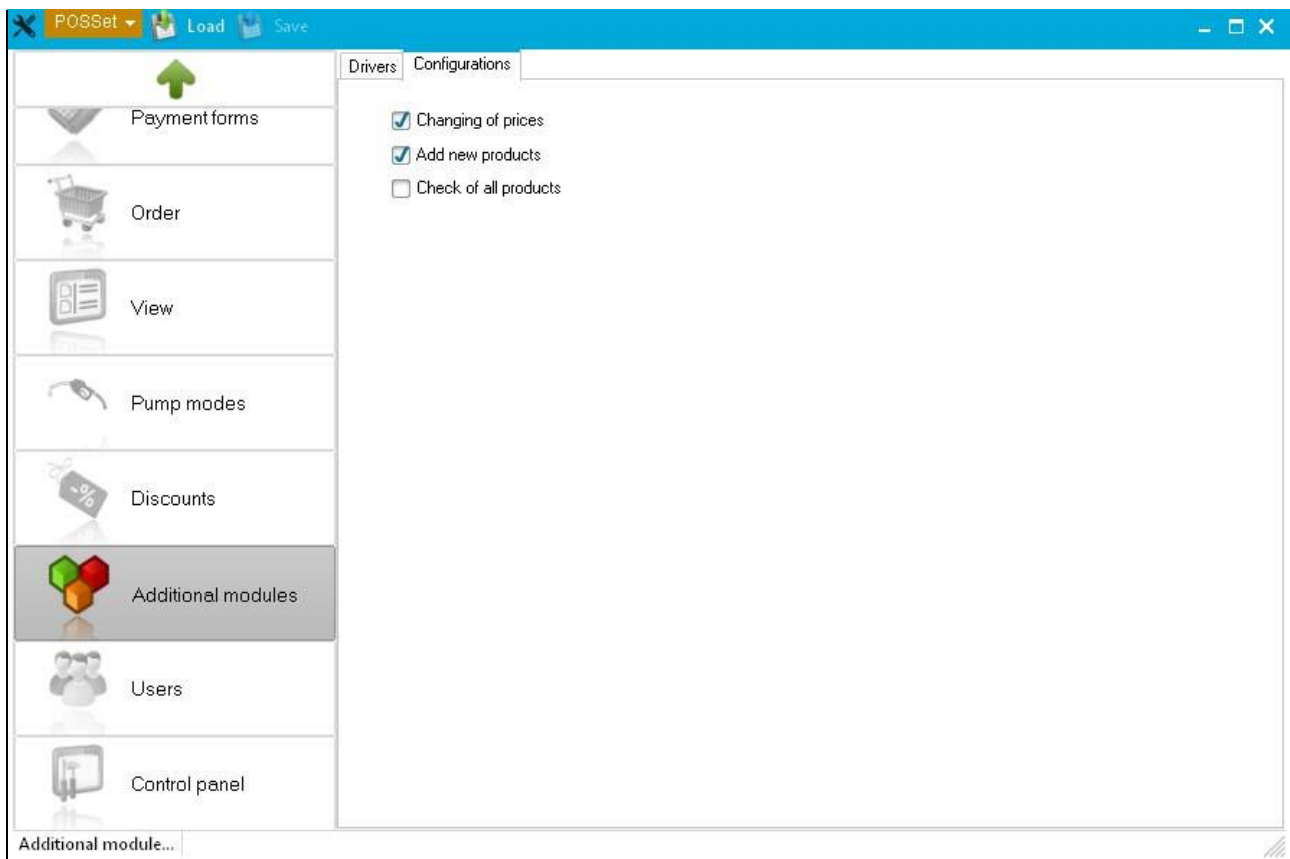 POSSet Load Save
Drivers Configurations
Payment forms
Order
View
Pump modes
Discounts
Additional modules
Users
Control panel
Changing of prices
Add new products
Check of all products
Additional module...